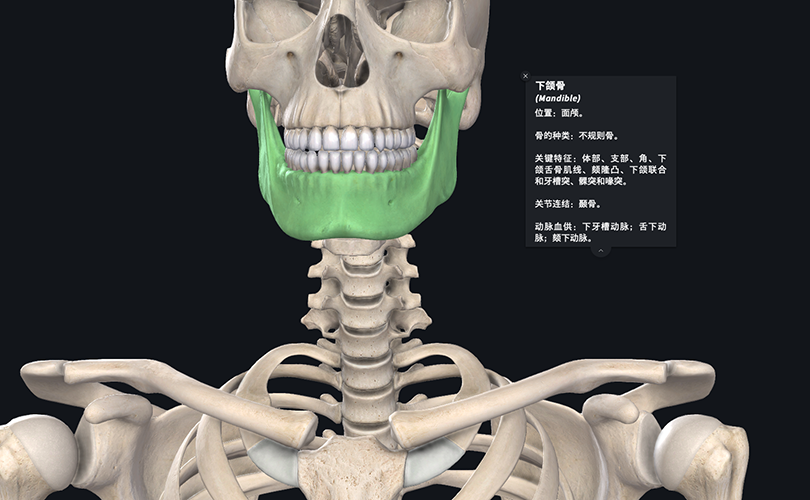 下颌骨
(Mandible)
位置：面颅。
骨的种类：不规则骨。
关键特征：体部、支部、角、下
颌舌骨肌线、颏隆凸、下颌联合
和牙槽突、髁突和喙突。
关节连结：颞骨。
动脉血供：下牙槽动脉；舌下动
脉；颏下动脉。